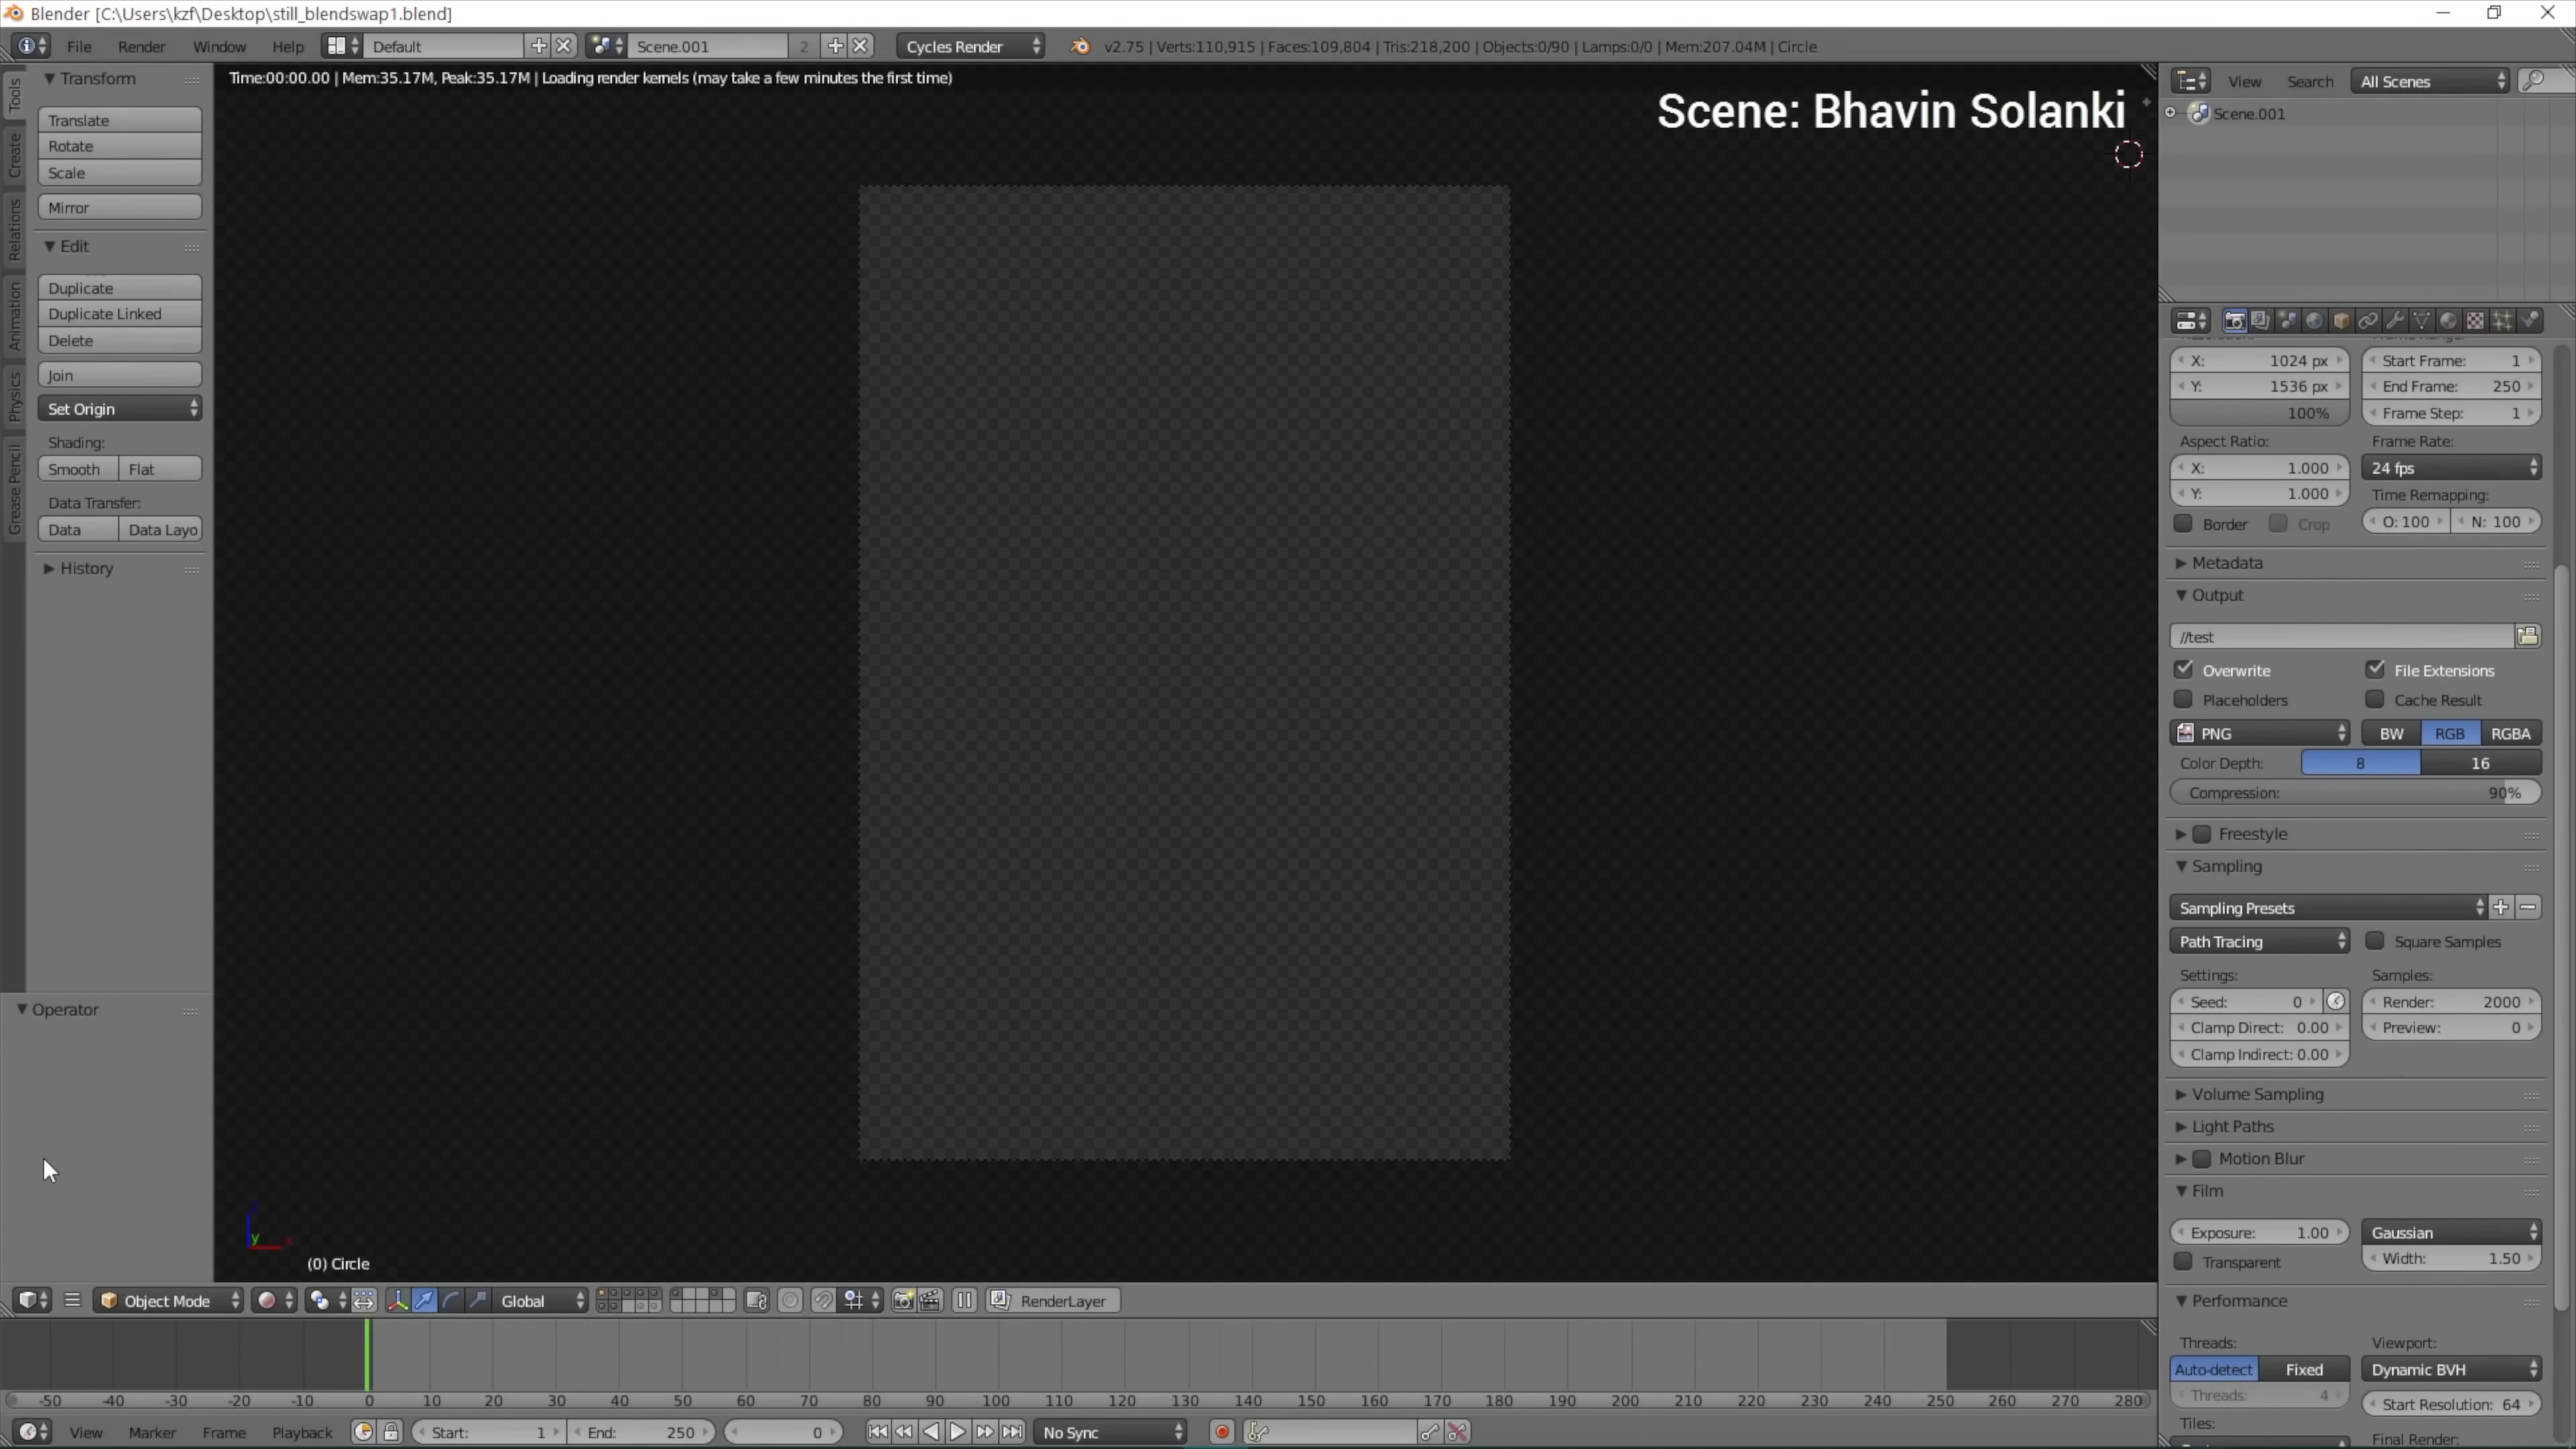 Blender [C:\Users\kzf\Desktop\still_blendswap1.blend]
File Render Window Help Default Scene.001 2 Cycles Render v2.75 | Verts:110,915 | Faces:109,804 | Tris:218,200 | Objects:0/90 | Lamps:0/0 | Mem:207.04M | Circle
Time:00:00.00 | Mem:35.17M, Peak:35.17M | Loading render kernels (may take a few minutes the first time)
Scene: Bhavin Solanki
Tools
Create
Relations
Animation
Physics
Grease Pencil
Transform
Translate
Rotate
Scale
Mirror
Edit
Duplicate
Duplicate Linked
Delete
Join
Set Origin
Shading:
Smooth Flat
Data Transfer:
Data Data Layo
History
Operator
y
(0) Circle
View Search All Scenes
Scene.001
X: 1024 px Start Frame: 1
Y: 1536 px End Frame: 250
100% Frame Step: 1
Aspect Ratio: Frame Rate:
X: 1.000 24 fps
Y: 1.000 Time Remapping:
Border Crop O: 100 N: 100
Metadata
Output
//test
Overwrite File Extensions
Placeholders Cache Result
PNG BW RGB RGBA
Color Depth: 8 16
Compression: 90%
Freestyle
Sampling
Sampling Presets
Path Tracing Square Samples
Settings: Samples:
Seed: 0 Render: 2000
Clamp Direct: 0.00 Preview: 0
Clamp Indirect: 0.00
Volume Sampling
Light Paths
Motion Blur
Film
Exposure: 1.00 Gaussian
Transparent Width: 1.50
Performance
Threads: Viewport:
Auto-detect Fixed Dynamic BVH
Threads: 4 Start Resolution: 64
Tiles: Final Render:
Object Mode Global RenderLayer
-50 -40 -30 -20 -10 0 10 20 30 40 50 60 70 80 90 100 110 120 130 140 150 160 170 180 190 200 210 220 230 240 250 260 270 280
View Marker Frame Playback Start: 1 End: 250 0 No Sync